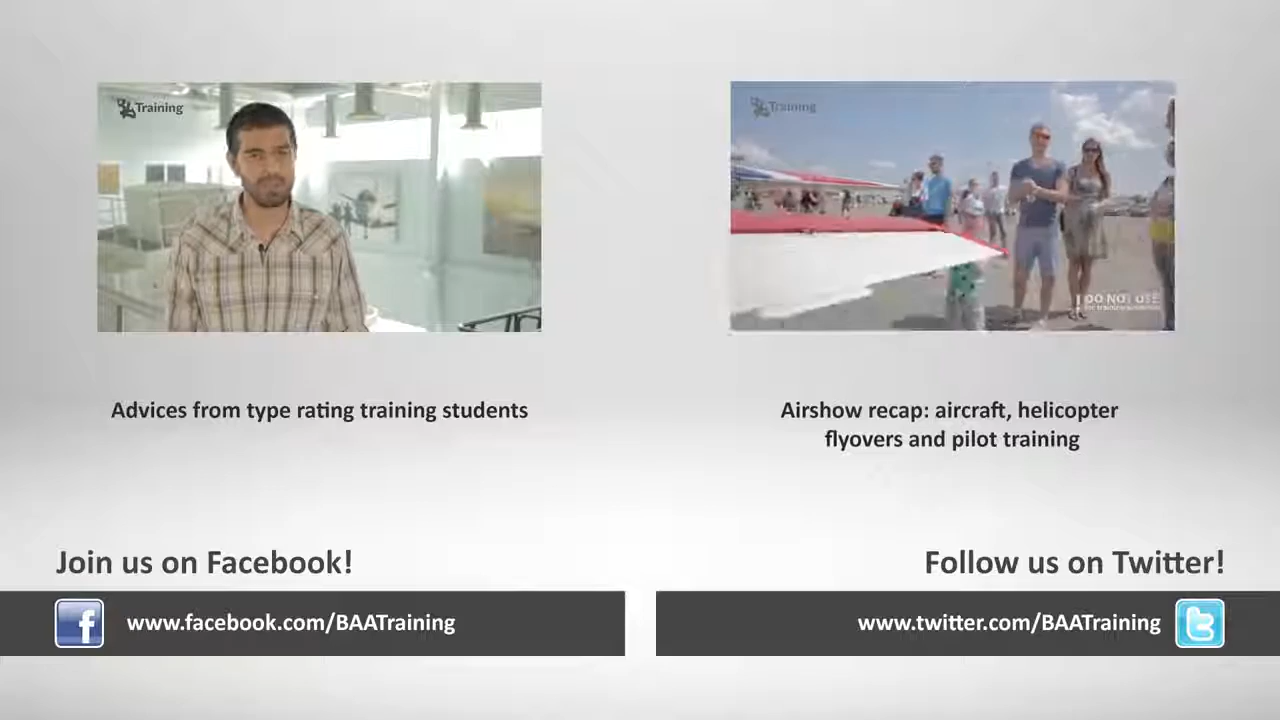 Training
Training
DO NOT USE
Advices from type rating training students
Airshow recap: aircraft, helicopter
flyovers and pilot training
Join us on Facebook!
Follow us on Twitter!
www.facebook.com/BAATraining
www.twitter.com/BAATraining